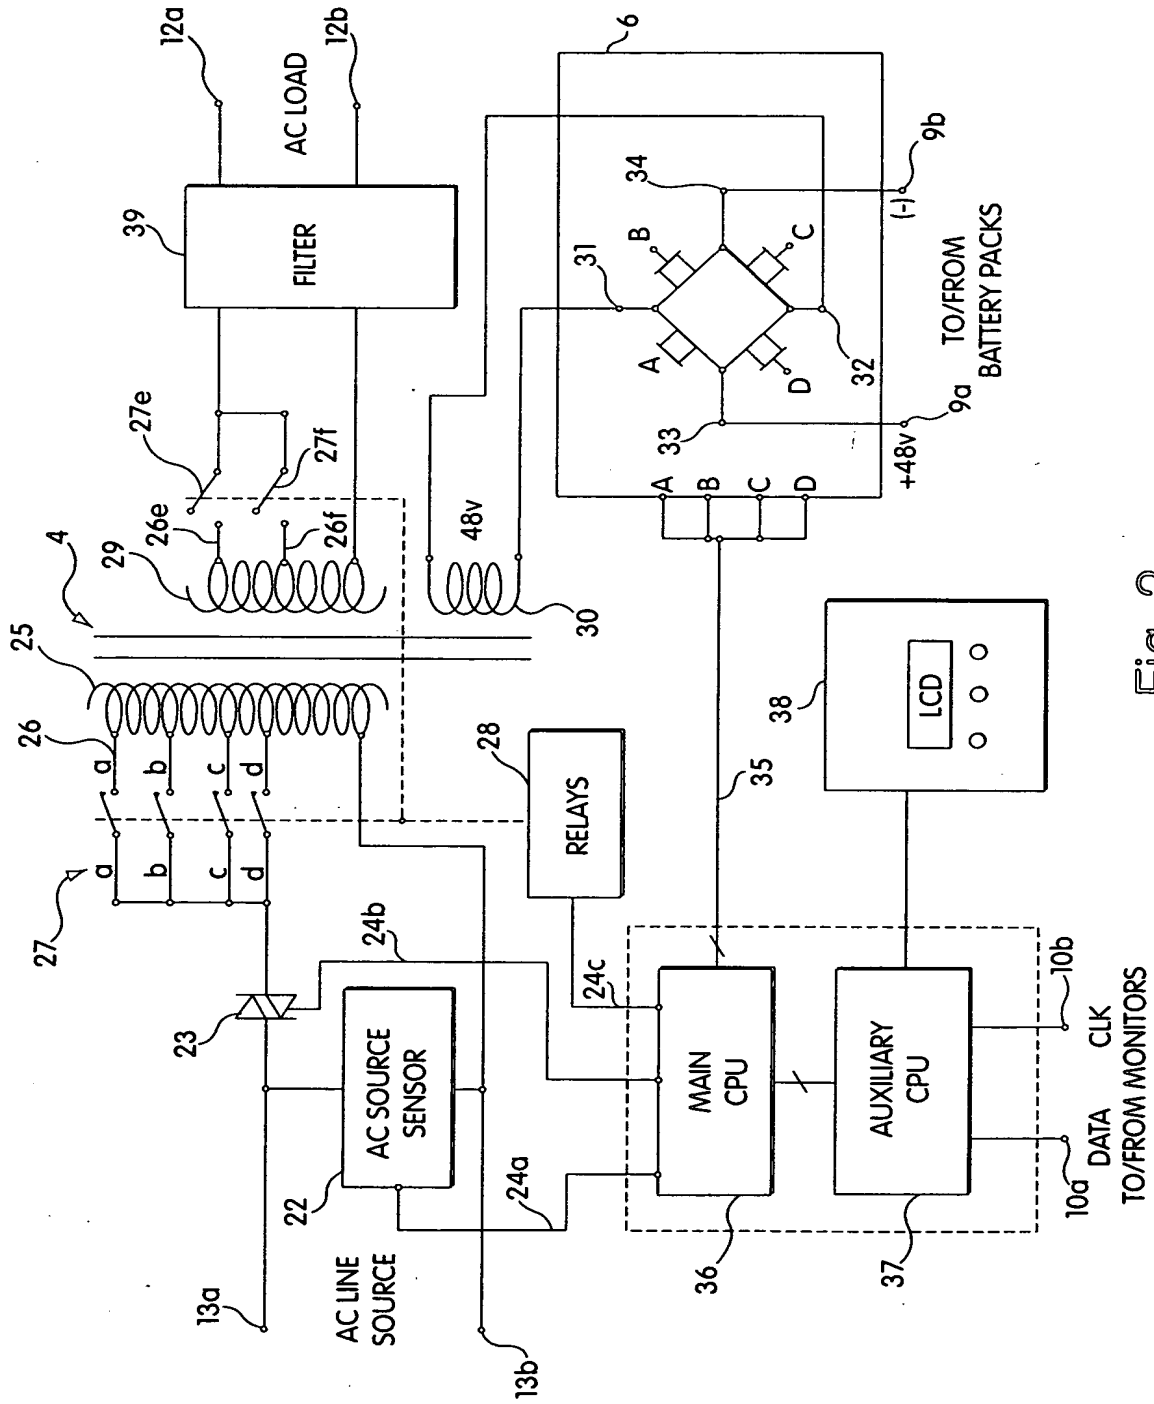 13a
AC LINE
SOURCE
13b
22
AC SOURCE
SENSOR
23
24a
24b
24c
27
a
b
c
d
26
a
b
c
d
25
4
29
26e
26f
27e
27f
39
FILTER
12a
AC LOAD
12b
28
RELAYS
48v
30
6
31
32
33
34
A
B
C
D
A
B
C
D
+48v
9a
(-)
9b
TO/FROM
BATTERY PACKS
35
36
MAIN
CPU
37
AUXILIARY
CPU
38
LCD
10a
DATA
CLK
10b
TO/FROM MONITORS
Fig.